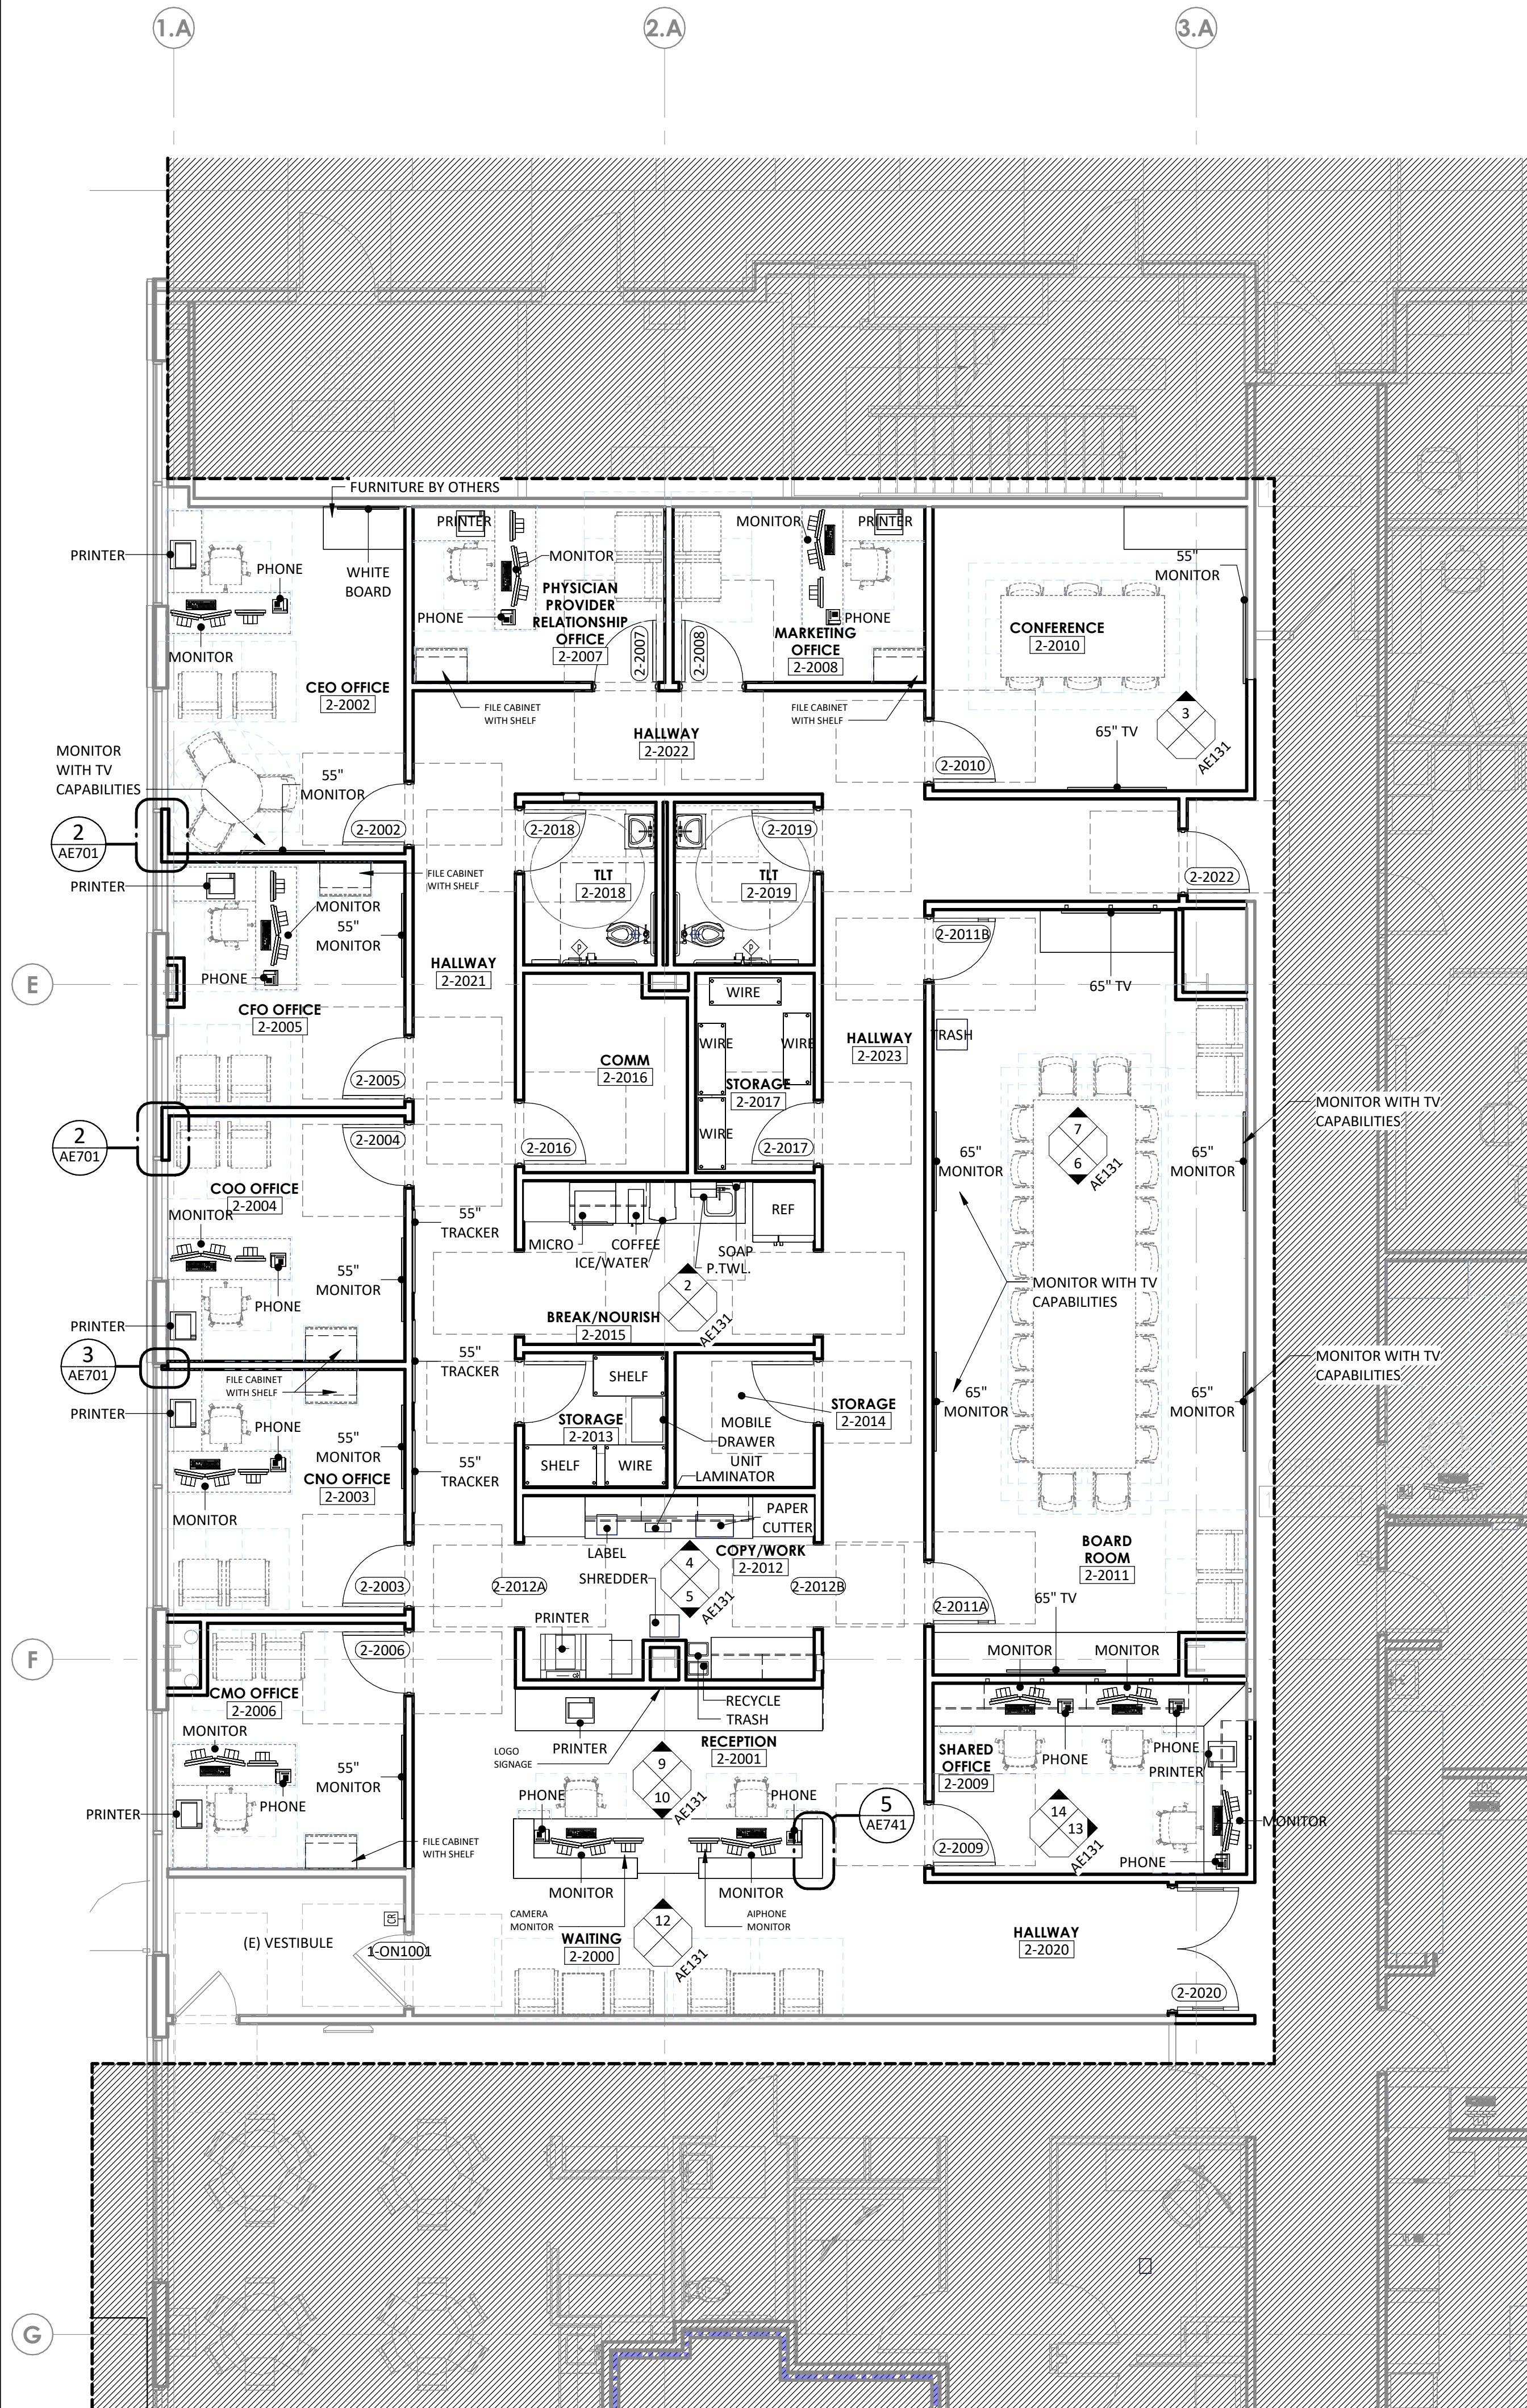 1.A
2.A
3.A
FURNITURE BY OTHERS
PRINTER
PHONE
WHITE
BOARD
MONITOR
CEO OFFICE
2-2002
MONITOR
WITH TV
CAPABILITIES
55"
MONITOR
2-2002
2
AE701
PRINTER
MONITOR
PHYSICIAN
PROVIDER
RELATIONSHIP
OFFICE
2-2007
PHONE
2-2007
FILE CABINET
WITH SHELF
MONITOR
PRINTER
PHONE
MARKETING
OFFICE
2-2008
2-2008
FILE CABINET
WITH SHELF
55"
MONITOR
CONFERENCE
2-2010
3
AE131
65" TV
2-2010
HALLWAY
2-2022
2-2018
2-2019
TLT
2-2018
TLT
2-2019
P
P
2-2022
PRINTER
FILE CABINET
WITH SHELF
MONITOR
55"
MONITOR
PHONE
CFO OFFICE
2-2005
2-2005
E
HALLWAY
2-2021
COMM
2-2016
2-2016
WIRE
WIRE
WIRE
STORAGE
2-2017
WIRE
2-2017
HALLWAY
2-2023
2-2011B
65" TV
TRASH
MONITOR WITH TV
CAPABILITIES
7
6
AE131
65"
MONITOR
65"
MONITOR
2
AE701
2-2004
COO OFFICE
2-2004
MONITOR
55"
MONITOR
PHONE
PRINTER
55"
TRACKER
MICRO
COFFEE
ICE/WATER
SOAP
P.TWL.
REF
2
AE131
BREAK/NOURISH
2-2015
MONITOR WITH TV
CAPABILITIES
3
AE701
FILE CABINET
WITH SHELF
PRINTER
PHONE
55"
MONITOR
CNO OFFICE
2-2003
MONITOR
2-2003
55"
TRACKER
55"
TRACKER
SHELF
STORAGE
2-2013
SHELF
WIRE
MOBILE
DRAWER
UNIT
STORAGE
2-2014
LAMINATOR
PAPER
CUTTER
LABEL
COPY/WORK
2-2012
SHREDDER
4
5
AE131
2-2012A
2-2012B
PRINTER
RECYCLE
TRASH
MONITOR WITH TV
CAPABILITIES
65"
MONITOR
65"
MONITOR
BOARD
ROOM
2-2011
2-2011A
65" TV
F
2-2006
CMO OFFICE
2-2006
MONITOR
55"
MONITOR
PHONE
PRINTER
FILE CABINET
WITH SHELF
PRINTER
LOGO
SIGNAGE
RECEPTION
2-2001
9
10
AE131
PHONE
PHONE
5
AE741
MONITOR
MONITOR
CAMERA
MONITOR
AIPHONE
MONITOR
MONITOR
MONITOR
SHARED
OFFICE
2-2009
PHONE
PHONE
PRINTER
14
13
AE131
MONITOR
PHONE
2-2009
CR
(E) VESTIBULE
1-ON1001
WAITING
2-2000
12
AE131
HALLWAY
2-2020
2-2020
G